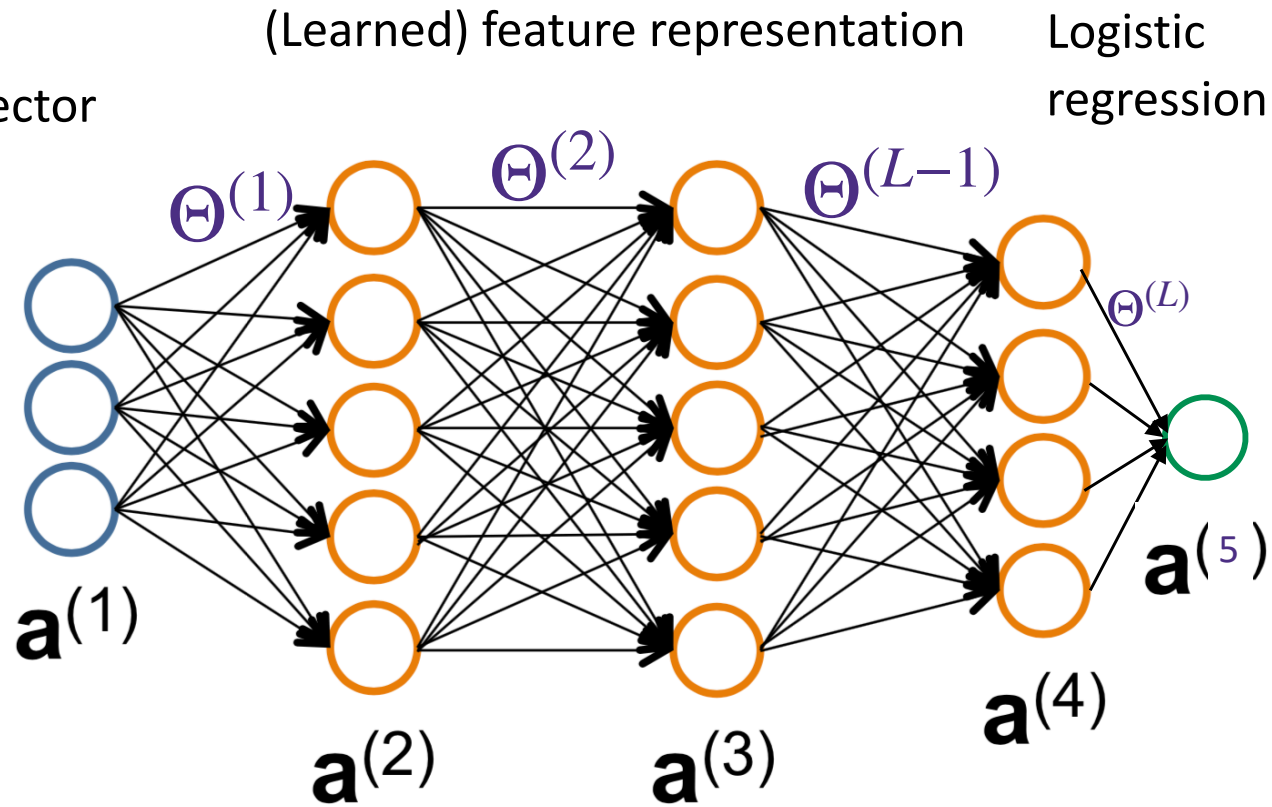 (Learned) feature representation
Logistic
regression
ector
Θ(1)
Θ(2)
Θ(L−1)
Θ(L)
a(1)
a(2)
a(3)
a(4)
a(5)